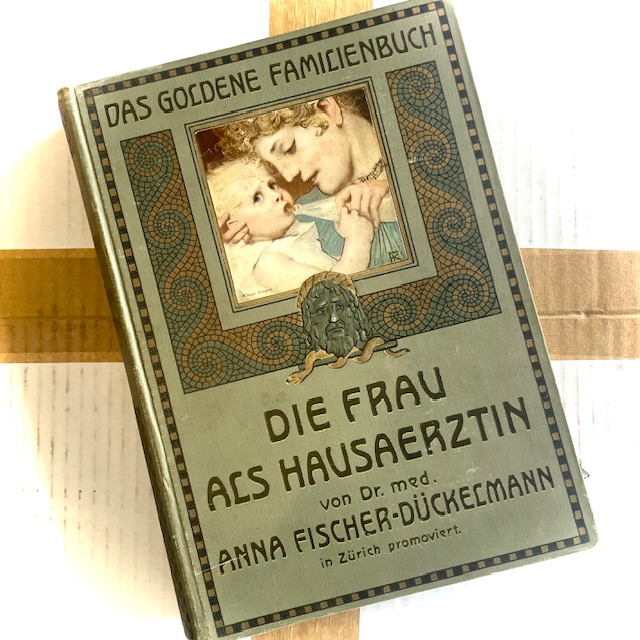 DAS GOLDENE FAMILIENBUCH
DIE FRAU
ALS HAUSAERZTIN
von Dr. med.
ANNA FISCHER-DÜCKELMANN
in Zürich promoviert.